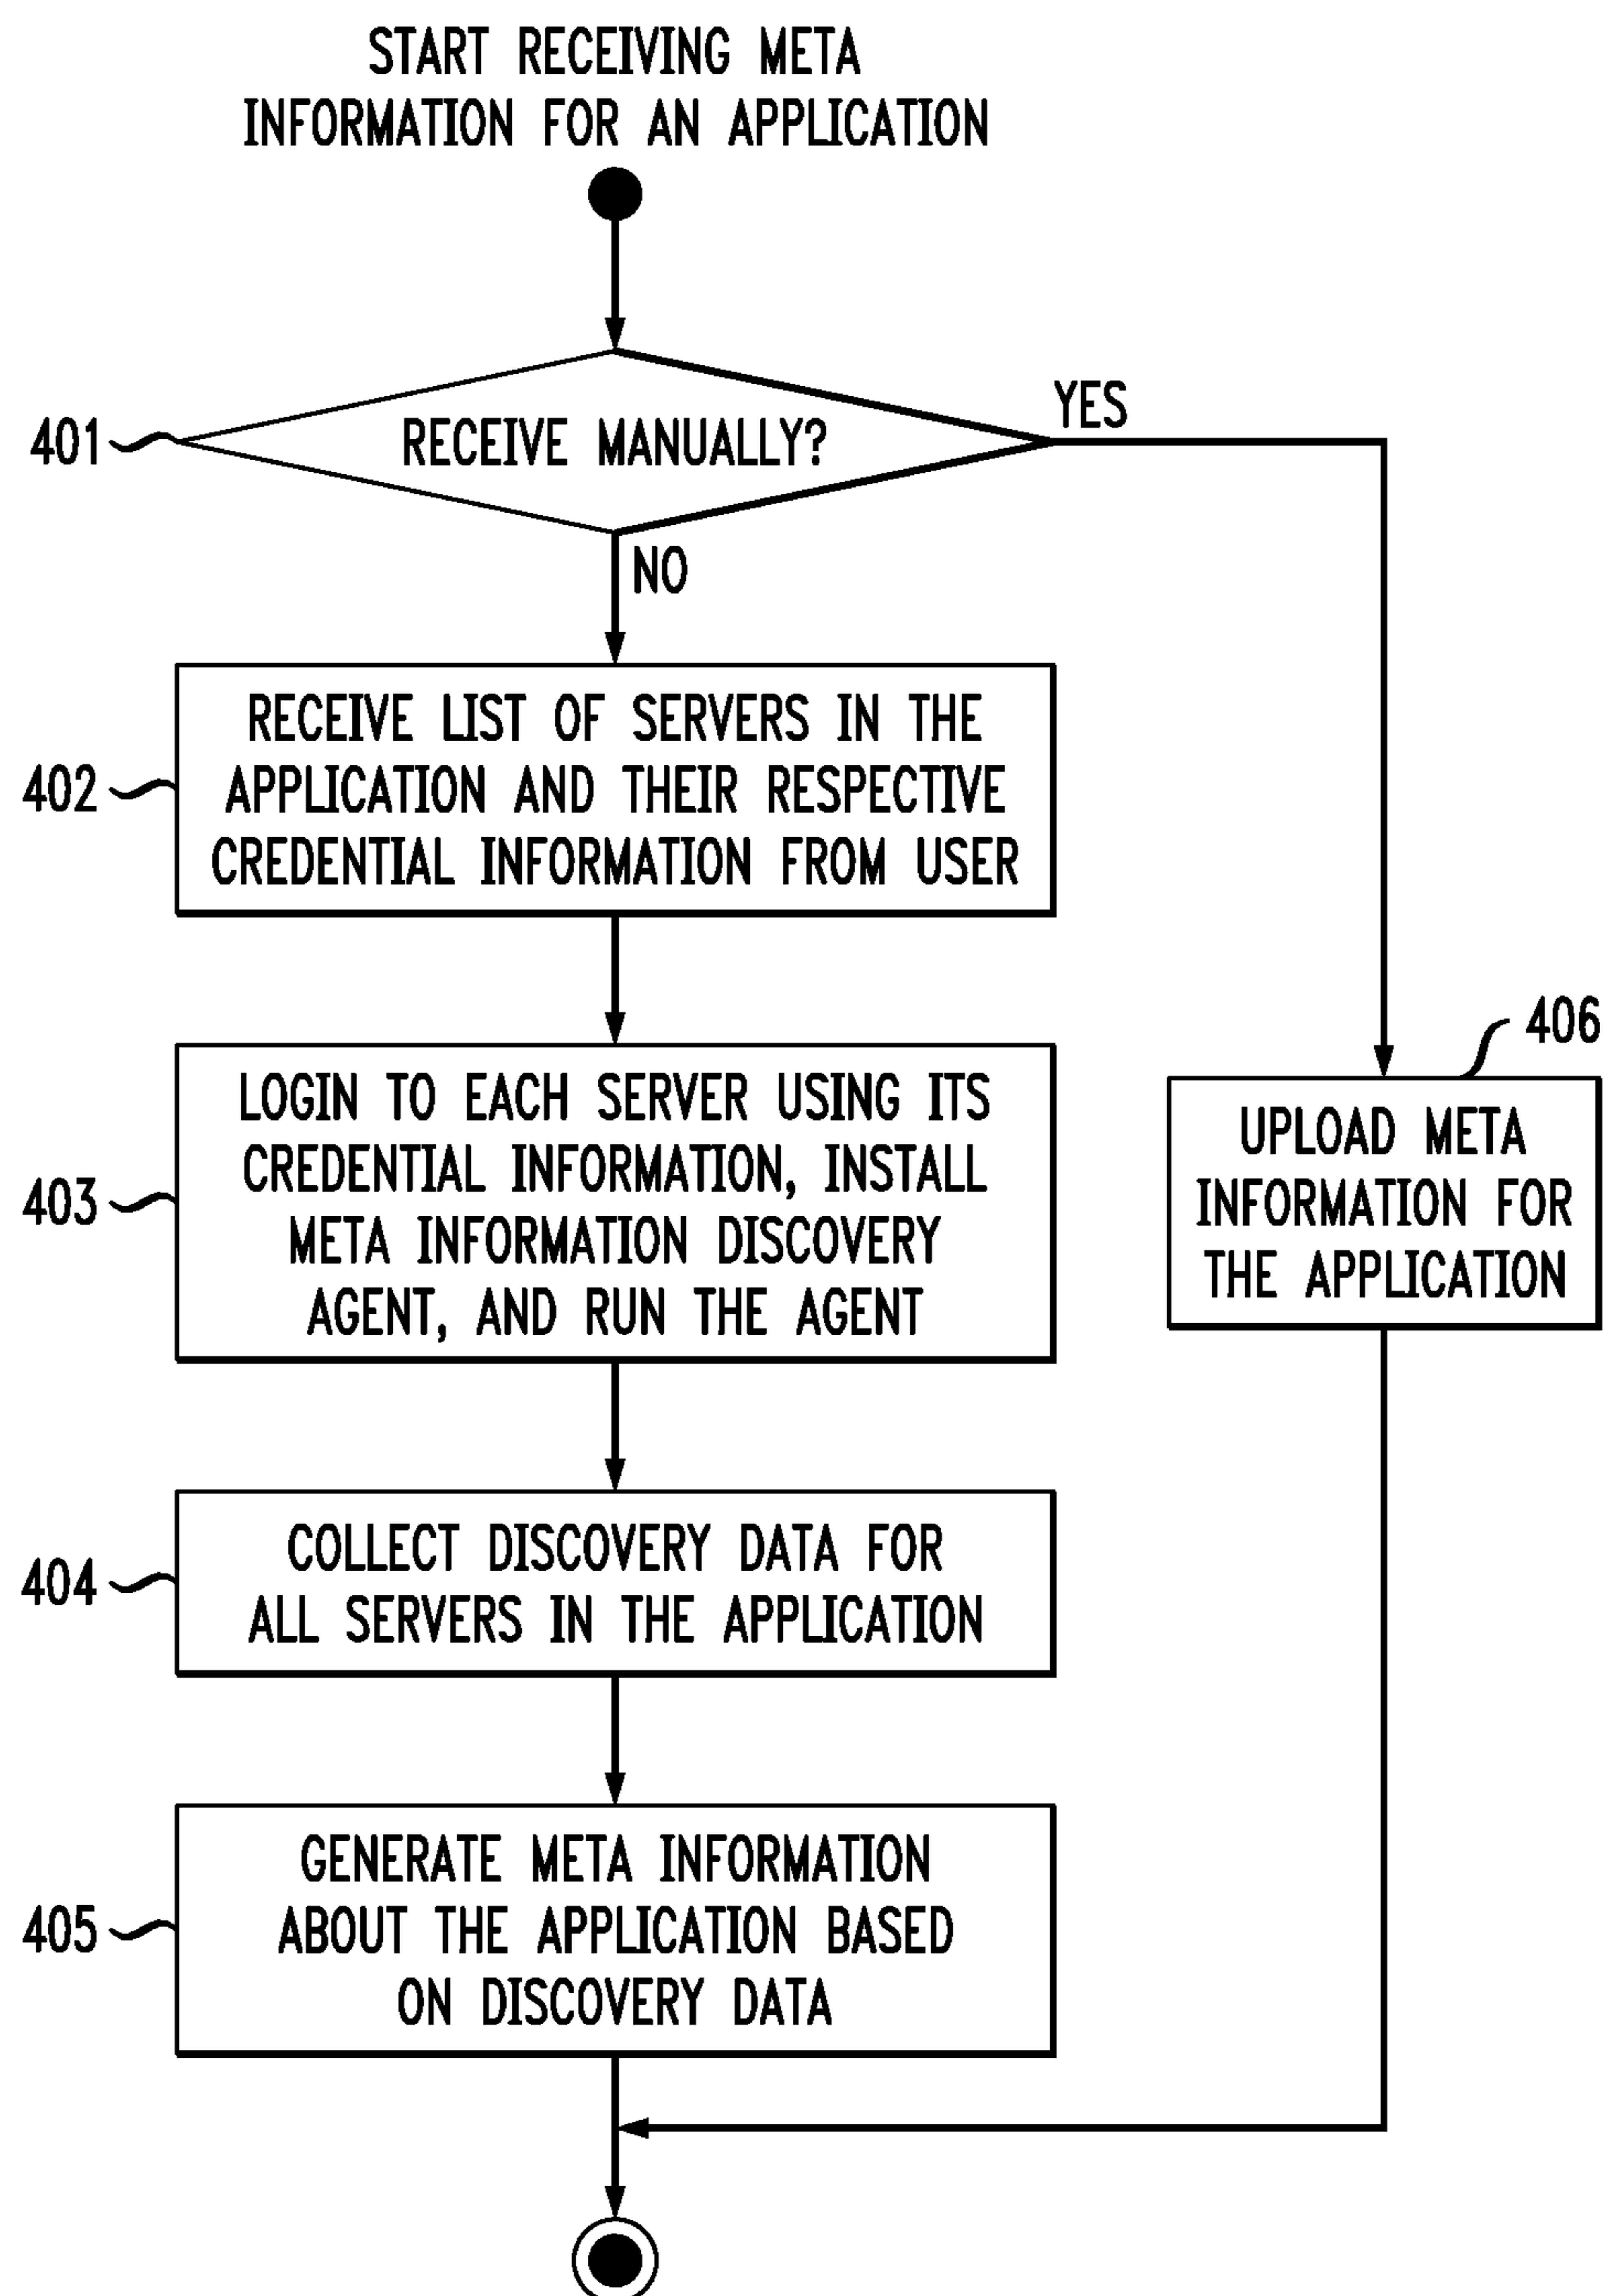 START RECEIVING META
INFORMATION FOR AN APPLICATION
401
RECEIVE MANUALLY?
YES
NO
402
RECEIVE LIST OF SERVERS IN THE
APPLICATION AND THEIR RESPECTIVE
CREDENTIAL INFORMATION FROM USER
403
LOGIN TO EACH SERVER USING ITS
CREDENTIAL INFORMATION, INSTALL
META INFORMATION DISCOVERY
AGENT, AND RUN THE AGENT
406
UPLOAD META
INFORMATION FOR
THE APPLICATION
404
COLLECT DISCOVERY DATA FOR
ALL SERVERS IN THE APPLICATION
405
GENERATE META INFORMATION
ABOUT THE APPLICATION BASED
ON DISCOVERY DATA